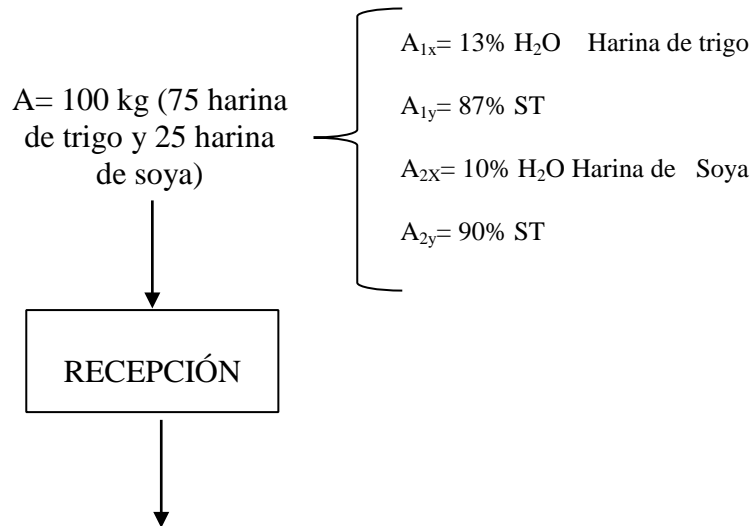 A= 100 kg (75 harina
de trigo y 25 harina
de soya)
A1x= 13% H2O Harina de trigo
A1y= 87% ST
A2X= 10% H2O Harina de Soya
A2y= 90% ST
RECEPCIÓN